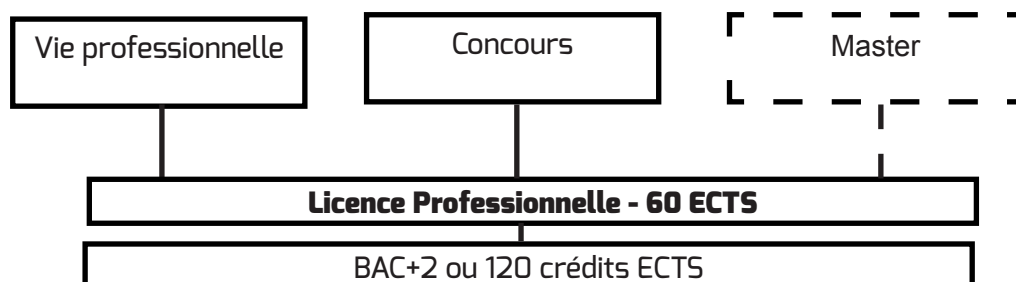 Vie professionnelle
Concours
Master
Licence Professionnelle - 60 ECTS
BAC+2 ou 120 crédits ECTS